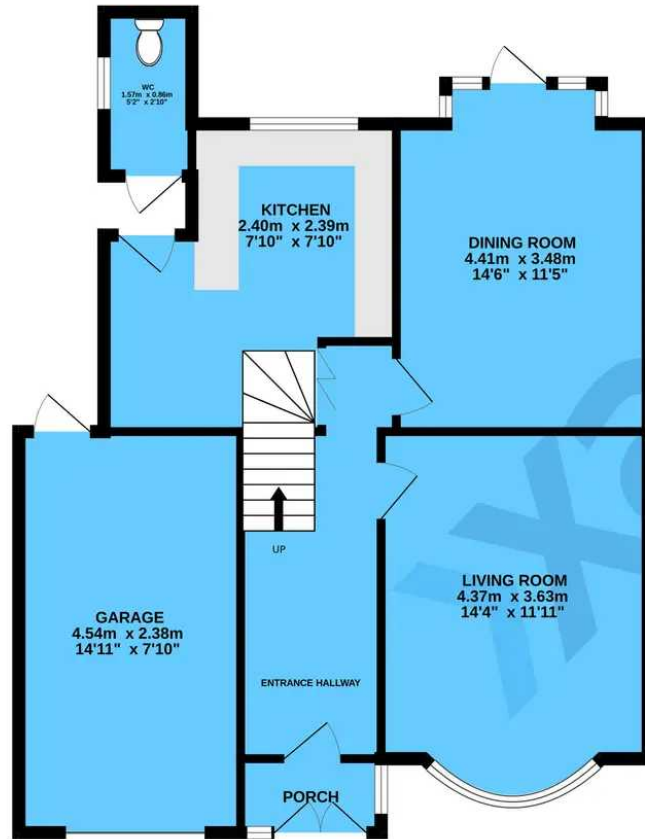 WC
1.57m x 0.86m
5'2" x 2'10"
KITCHEN
2.40m x 2.39m
7'10" x 7'10"
DINING ROOM
4.41m x 3.48m
14'6" x 11'5"
UP
LIVING ROOM
4.37m x 3.63m
14'4" x 11'11"
GARAGE
4.54m x 2.38m
14'11" x 7'10"
ENTRANCE HALLWAY
PORCH